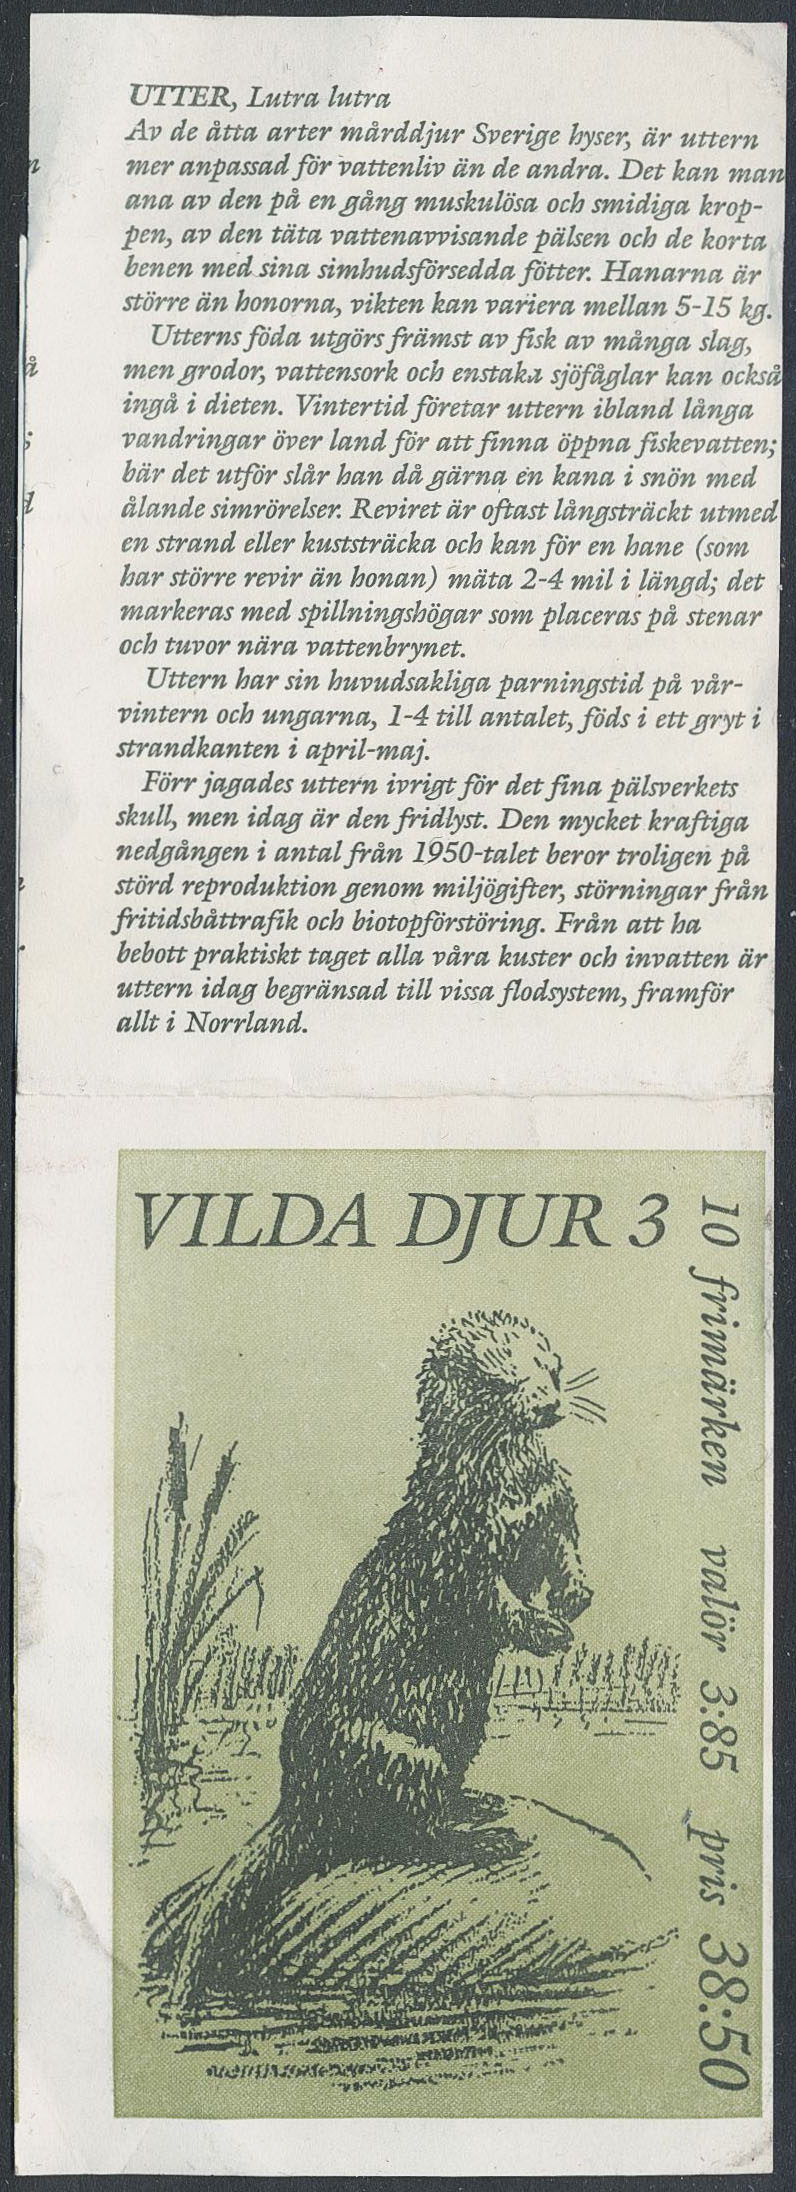 UTTER, Lutra lutra
Av de åtta arter mårddjur Sverige hyser, är uttern
mer anpassad för vattenliv än de andra. Det kan man
ana av den på en gång muskulösa och smidiga krop-
pen, av den täta vattenavvisande pälsen och de korta
benen med sina simhudsförsedda fötter. Hanarna är
större än honorna, vikten kan variera mellan 5-15 kg.
Utterns föda utgörs främst av fisk av många slag,
men grodor, vattensork och enstaka sjöfåglar kan också
ingå i dieten. Vintertid företar uttern ibland långa
vandringar över land för att finna öppna fiskevatten;
bär det utför slår han då gärna en kana i snön med
ålande simrörelser. Reviret är oftast långsträckt utmed
en strand eller kuststräcka och kan för en hane (som
har större revir än honan) mäta 2-4 mil i längd; det
markeras med spillningshögar som placeras på stenar
och tuvor nära vattenbrynet.
Uttern har sin huvudsakliga parningstid på vår-
vintern och ungarna, 1-4 till antalet, föds i ett gryt i
strandkanten i april-maj.
Förr jagades uttern ivrigt för det fina pälsverkets
skull, men idag är den fridlyst. Den mycket kraftiga
nedgången i antal från 1950-talet beror troligen på
störd reproduktion genom miljögifter, störningar från
fritidsbåttrafik och biotopförstöring. Från att ha
bebott praktiskt taget alla våra kuster och invatten är
uttern idag begränsad till vissa flodsystem, framför
allt i Norrland.
VILDA DJUR 3
10 frimärken valör 3:85 pris 38:50